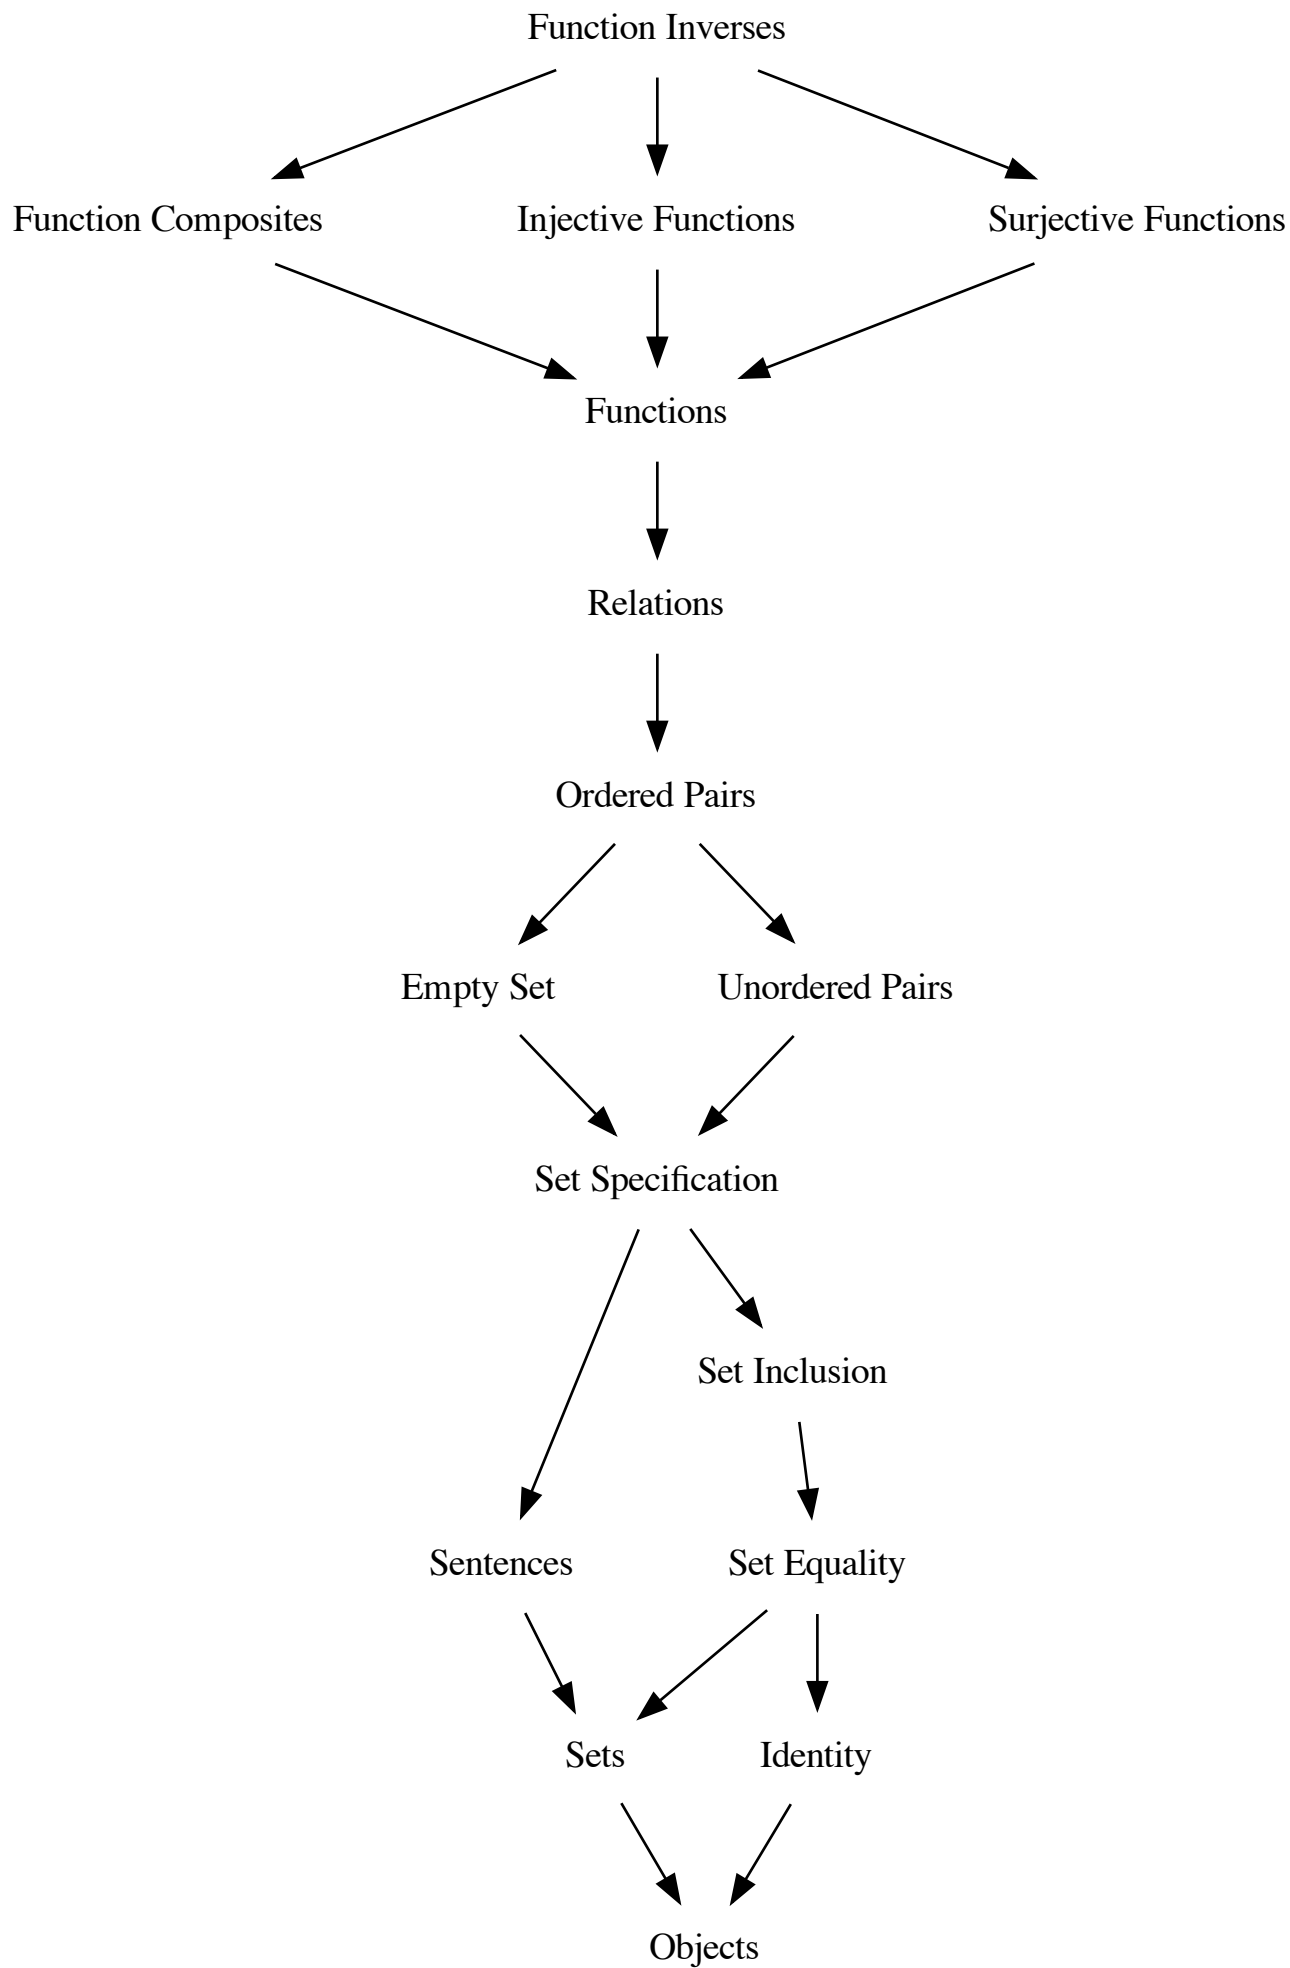 Function Inverses
Function Composites
Injective Functions
Surjective Functions
Functions
Relations
Ordered Pairs
Empty Set
Unordered Pairs
Set Specification
Set Inclusion
Sentences
Set Equality
Sets
Identity
Objects